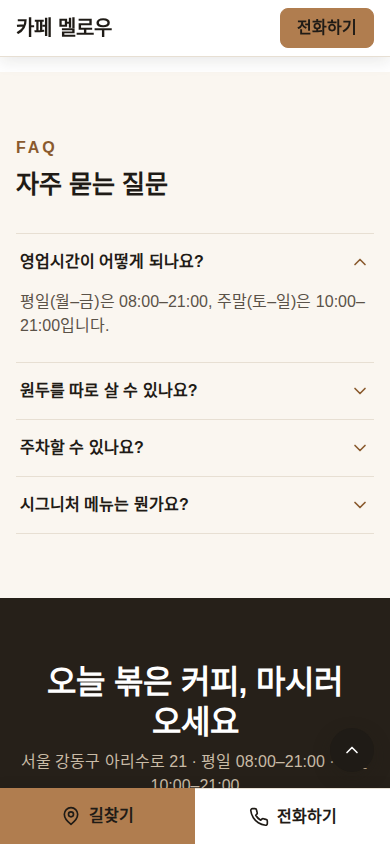 카페 멜로우
전화하기
FAQ
자주 묻는 질문
영업시간이 어떻게 되나요?
평일(월–금)은 08:00–21:00, 주말(토–일)은 10:00–
21:00입니다.
원두를 따로 살 수 있나요?
주차할 수 있나요?
시그니처 메뉴는 뭔가요?
오늘 볶은 커피, 마시러
오세요
서울 강동구 아리수로 21 · 평일 08:00–21:00 ·
10:00–21:00
길찾기
전화하기